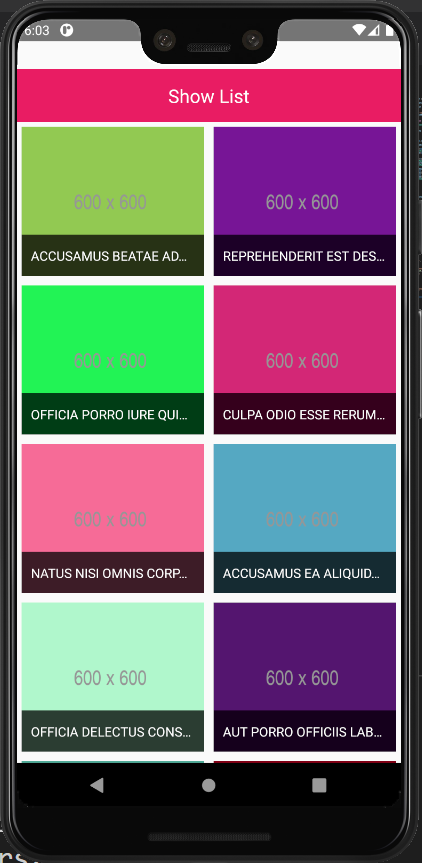 6:03
Show List
600 x 600
600 x 600
ACCUSAMUS BEATAE AD...
REPREHENDERIT EST DES...
600 x 600
600 x 600
OFFICIA PORRO IURE QUI...
CULPA ODIO ESSE RERUM...
600 x 600
600 x 600
NATUS NISI OMNIS CORP...
ACCUSAMUS EA ALIQUID...
600 x 600
600 x 600
OFFICIA DELECTUS CONS...
AUT PORRO OFFICIIS LAB...